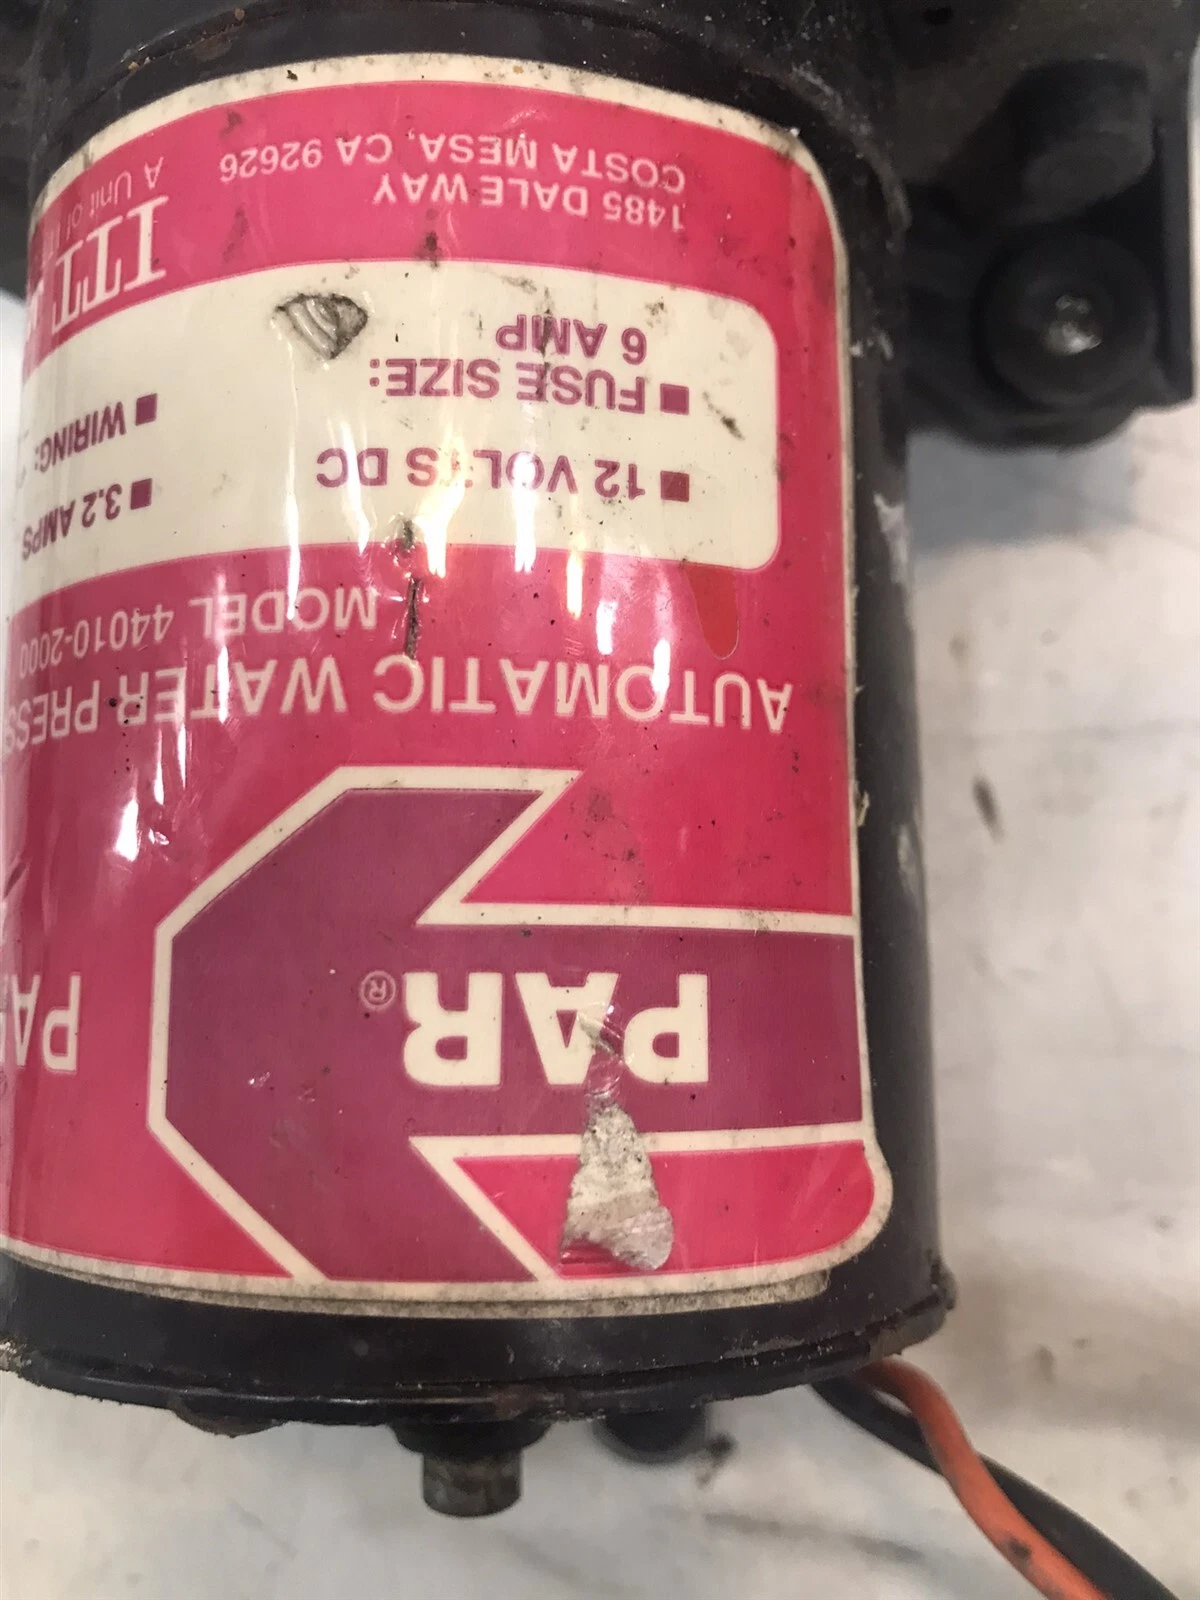 PAR®
PA
AUTOMATIC WATER PRESS
MODEL 44010-2000
12 VOLTS DC
3.2 AMPS
FUSE SIZE:
6 AMP
WIRING:
ITT
A Unit of
1485 DALE WAY
COSTA MESA, CA 92626